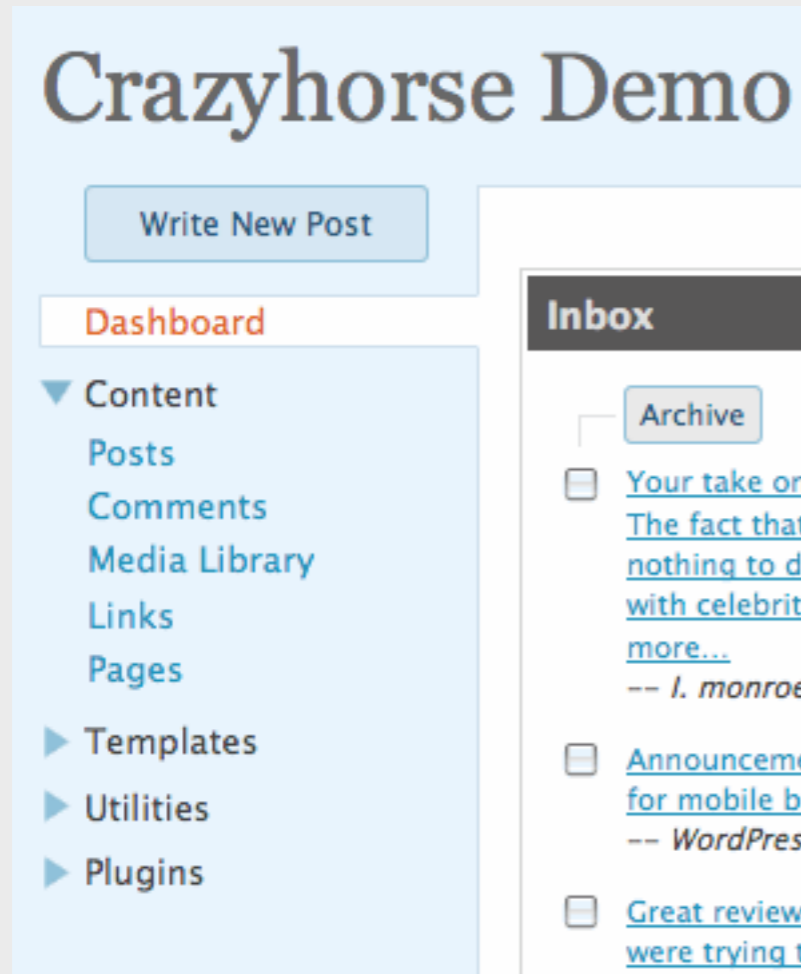 Crazyhorse Demo
Write New Post
Dashboard
Content
Posts
Comments
Media Library
Links
Pages
Templates
Utilities
Plugins
Inbox
Archive
Your take or
The fact that
nothing to d
with celebrit
more...
-- l. monroe
Announceme
for mobile b
-- WordPres
Great review
were trying t